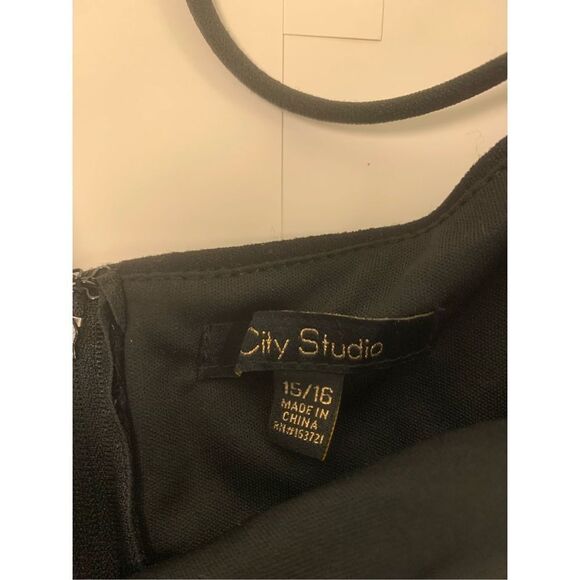 City Studio
15/16
MADE IN
CHINA
RN#153721